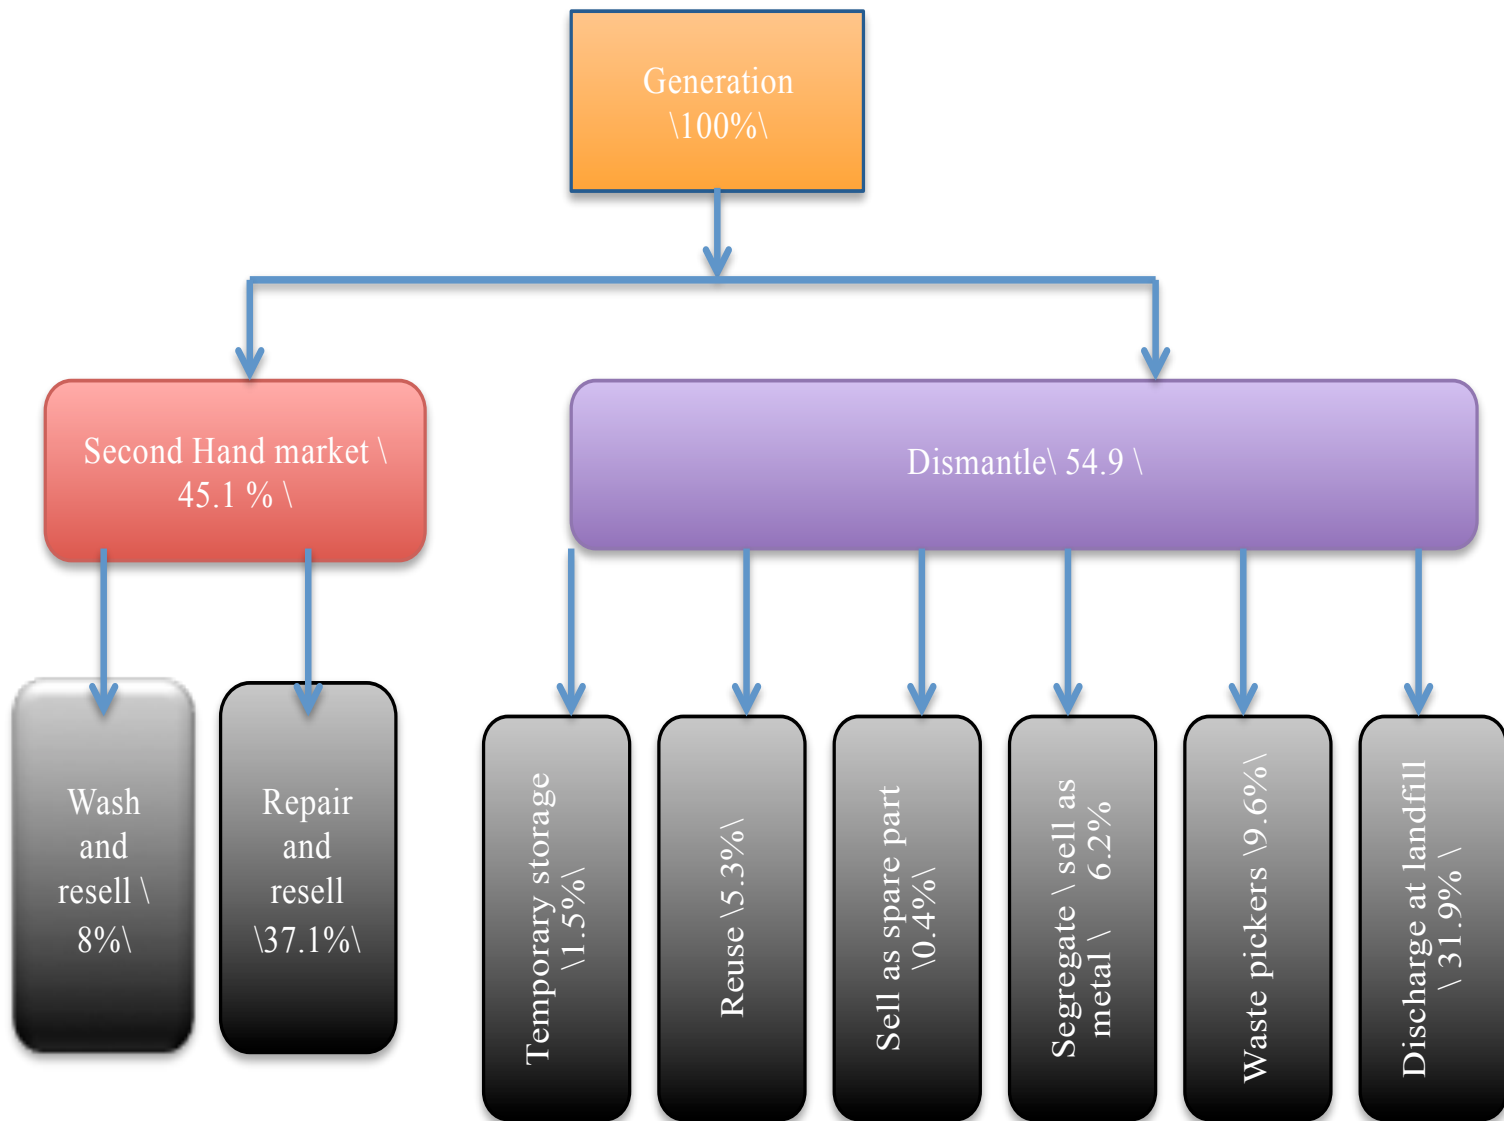 Generation
\100%\
Second Hand market \
45.1 % \
Dismantle\ 54.9 \
Wash
and
resell \
8%\
Repair
and
resell
\37.1%\
Temporary storage
\1.5%\
Reuse \5.3%\
Sell as spare part
\0.4%\
Segregate \ sell as
metal \ 6.2%
Waste pickers \9.6%\
Discharge at landfill
\ 31.9% \